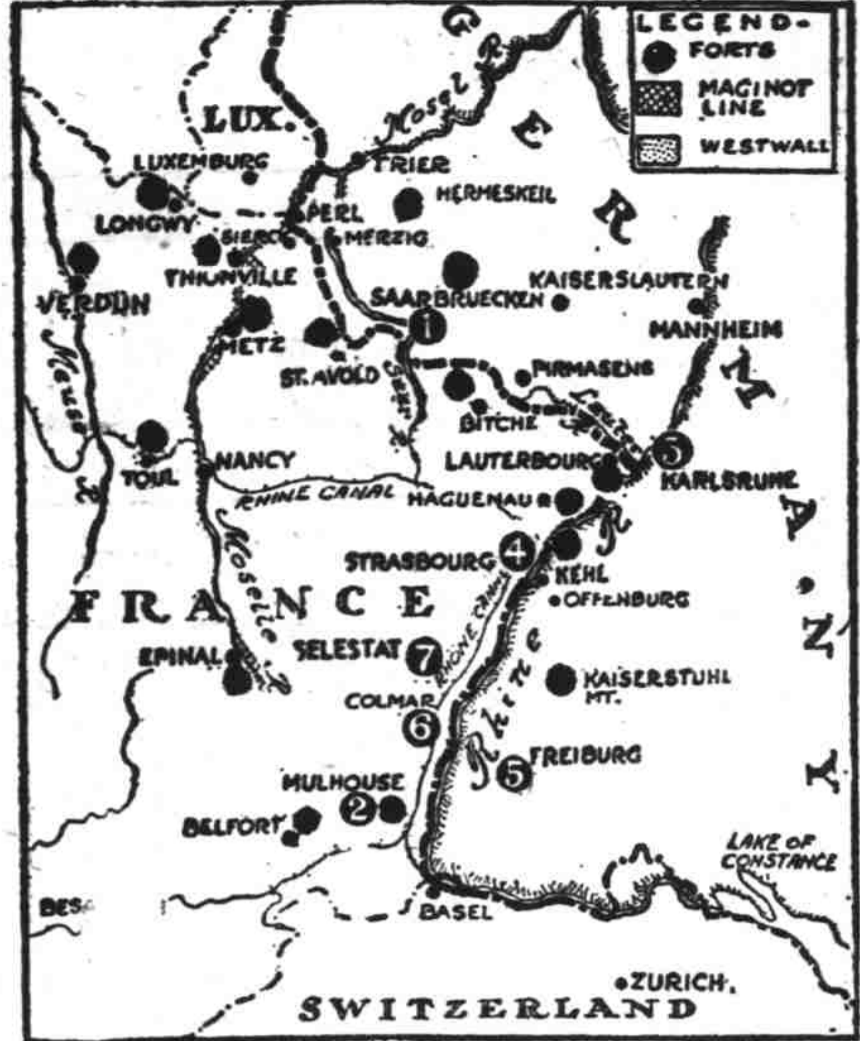 LEGEND-
FORTS
MAGINOT
LINE
WESTWALL
GERMANY
Mosel R.
LUX.
LUXEMBURG
TRIER
HERMESKEIL
LONGWY
PERL
SIERCK
MERZIG
THIONVILLE
VERDUN
SAARBRUECKEN
KAISERSLAUTERN
1
MANNHEIM
METZ
ST. AVOLD
Saar R.
PIRMASENS
Meuse R.
BITCHE
Lauter R.
LAUTERBOURG
3
KARLSRUHE
TOUL
NANCY
RHINE CANAL
HAGUENAU
STRASBOURG
4
KEHL
OFFENBURG
Moselle R.
FRANCE
RHONE CANAL
Rhine R.
EPINAL
SELESTAT
7
KAISERSTUHL
MT.
COLMAR
6
FREIBURG
5
MULHOUSE
2
BELFORT
LAKE OF
CONSTANCE
BASEL
ZURICH.
SWITZERLAND